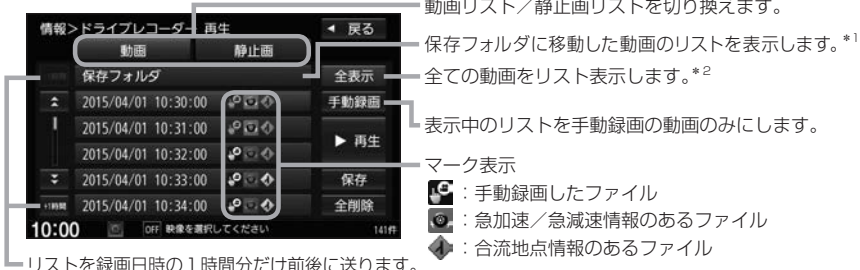 動画リスト／静止画リストを切り換えます。
情報>ドライブレコーダー 再生
◀ 戻る
動画
静止画
保存フォルダに移動した動画のリストを表示します。*1
保存フォルダ
全表示
全ての動画をリスト表示します。*2
2015/04/01 10:30:00
手動録画
2015/04/01 10:31:00
表示中のリストを手動録画の動画のみにします。
▶ 再生
2015/04/01 10:32:00
マーク表示
2015/04/01 10:33:00
保存
：手動録画したファイル
+1時間
2015/04/01 10:34:00
全削除
：急加速／急減速情報のあるファイル
10:00
OFF 映像を選択してください
141件
：合流地点情報のあるファイル
リストを録画日時の1時間分だけ前後に送ります。